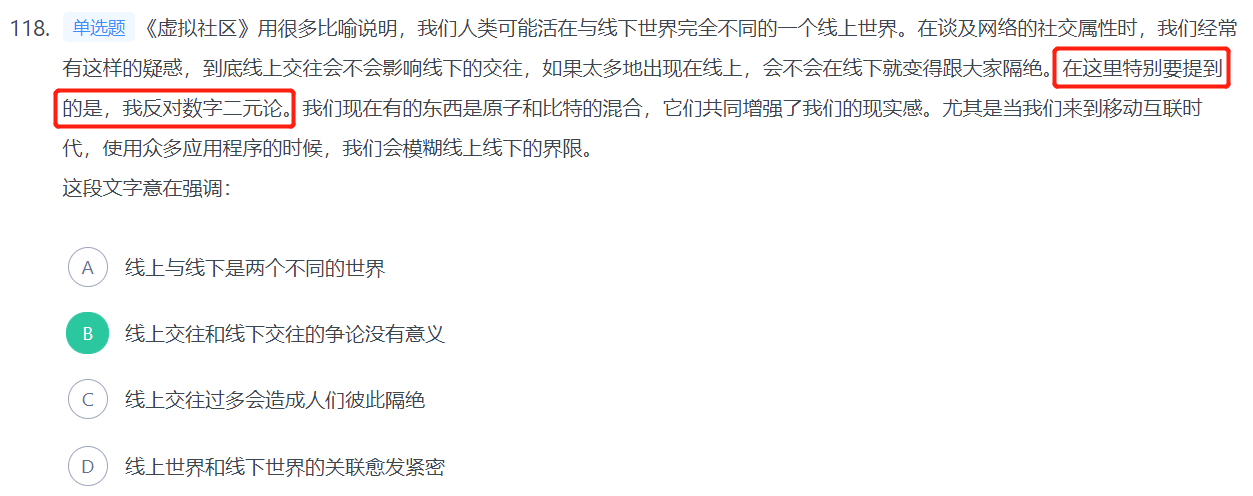 118. 单选题 《虚拟社区》用很多比喻说明，我们人类可能活在与线下世界完全不同的一个线上世界。在谈及网络的社交属性时，我们经常
有这样的疑惑，到底线上交往会不会影响线下的交往，如果太多地出现在线上，会不会在线下就变得跟大家隔绝。在这里特别要提到
的是，我反对数字二元论。我们现在有的东西是原子和比特的混合，它们共同增强了我们的现实感。尤其是当我们来到移动互联时
代，使用众多应用程序的时候，我们会模糊线上线下的界限。
这段文字意在强调：
A 线上与线下是两个不同的世界
B 线上交往和线下交往的争论没有意义
C 线上交往过多会造成人们彼此隔绝
D 线上世界和线下世界的关联愈发紧密